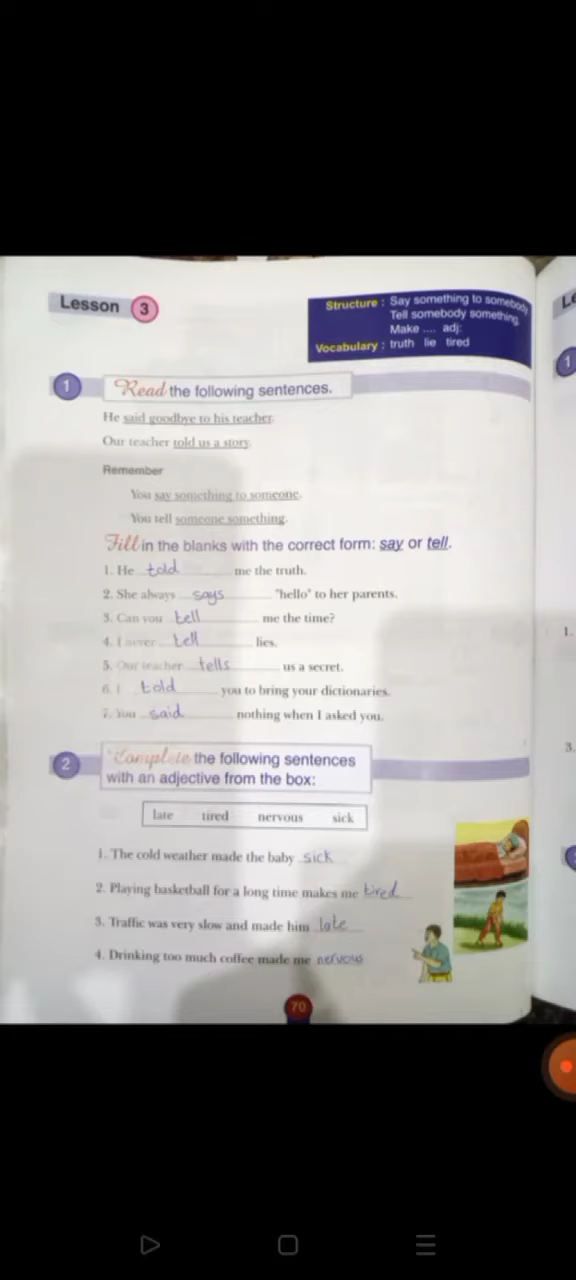 Lesson 3
Structure : Say something to somebody
Tell somebody something.
Make .... adj:
Vocabulary : truth lie tired
1 Read the following sentences.
He said goodbye to his teacher.
Our teacher told us a story.
Remember
You say something to someone.
You tell someone something.
Fill in the blanks with the correct form: say or tell.
1. He told me the truth.
2. She always says "hello" to her parents.
3. Can you tell me the time?
4. I never tell lies.
5. Our teacher tells us a secret.
6. I told you to bring your dictionaries.
7. You said nothing when I asked you.
2 Complete the following sentences
with an adjective from the box:
late tired nervous sick
1. The cold weather made the baby sick
2. Playing basketball for a long time makes me tired
3. Traffic was very slow and made him late
4. Drinking too much coffee made me nervous
70
Le
1
1.
3.